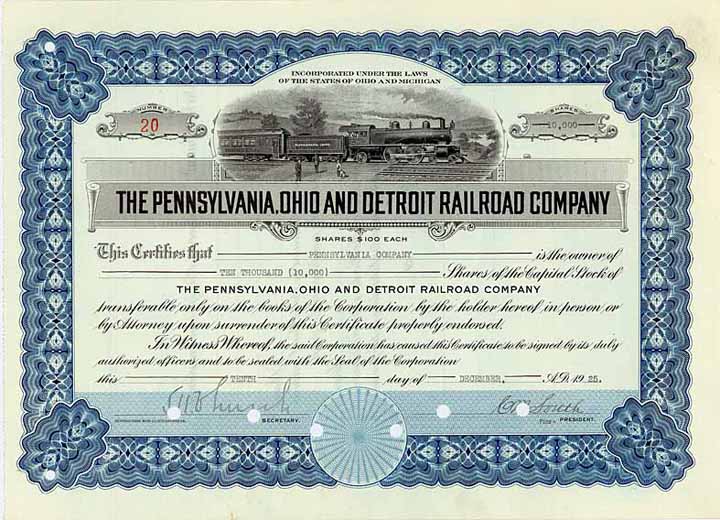 INCORPORATED UNDER THE LAWS
OF THE STATES OF OHIO AND MICHIGAN
NUMBER
20
SHARES
10,000
THE PENNSYLVANIA, OHIO AND DETROIT RAILROAD COMPANY
SHARES $100 EACH
This Certifies that PENNSYLVANIA COMPANY is the owner of
TEN THOUSAND (10,000) Shares of the Capital Stock of
THE PENNSYLVANIA, OHIO AND DETROIT RAILROAD COMPANY
transferable only on the books of the Corporation by the holder hereof in person or
by Attorney upon surrender of this Certificate properly endorsed.
In Witness Whereof, the said Corporation has caused this Certificate to be signed by its duly
authorized officers and to be sealed with the Seal of the Corporation
this TENTH day of DECEMBER, A.D. 1925.
SECRETARY.
PRESIDENT.